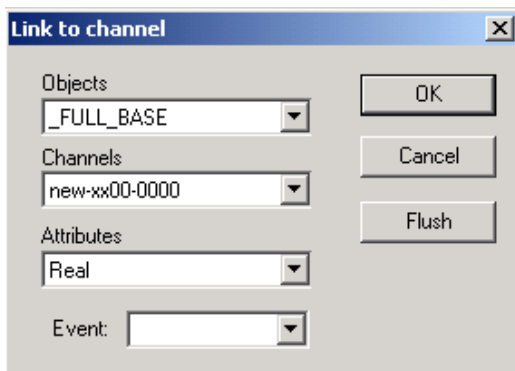 Link to channel
Objects
_FULL_BASE
Channels
new-xx00-0000
Attributes
Real
Event:
OK
Cancel
Flush